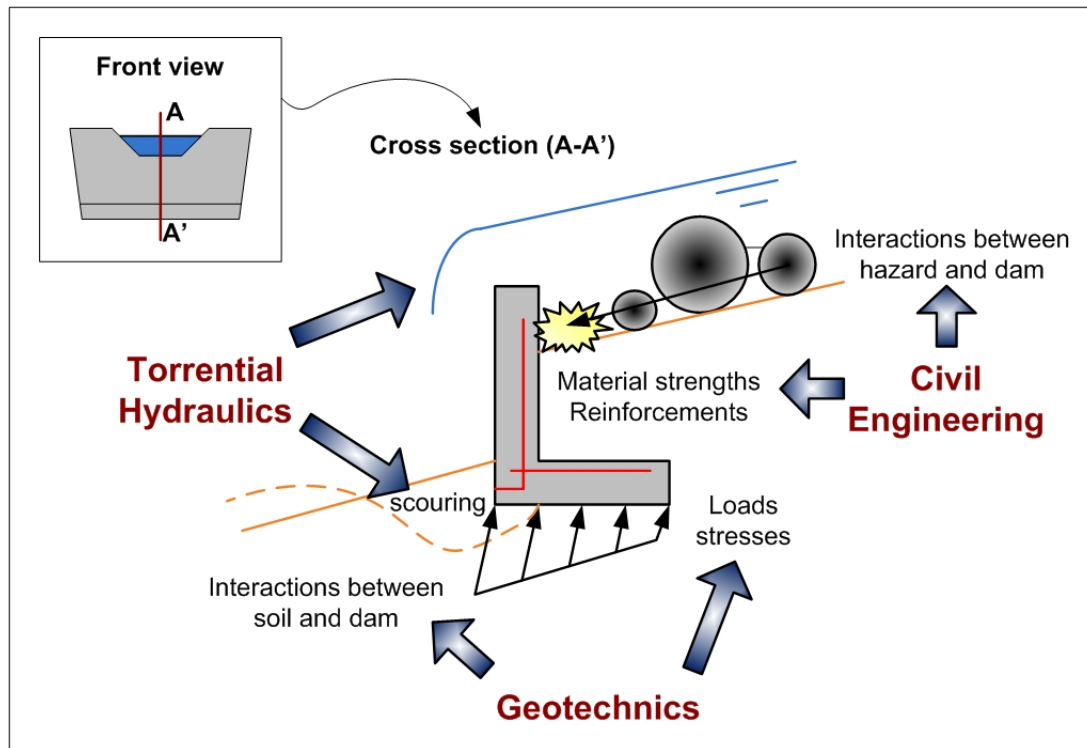 Front view
A
A'
Cross section (A-A')
Interactions between
hazard and dam
Torrential
Hydraulics
Material strengths
Reinforcements
Civil
Engineering
scouring
Loads
stresses
Interactions between
soil and dam
Geotechnics